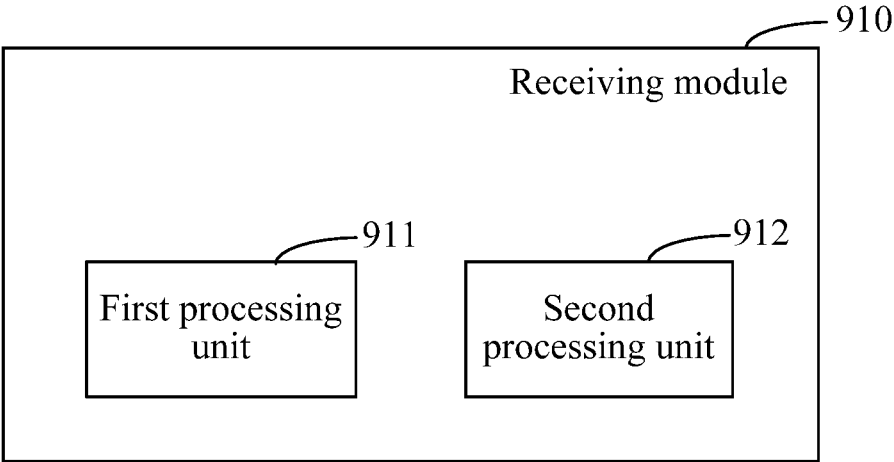 910
Receiving module
911
912
First processing
unit
Second
processing unit